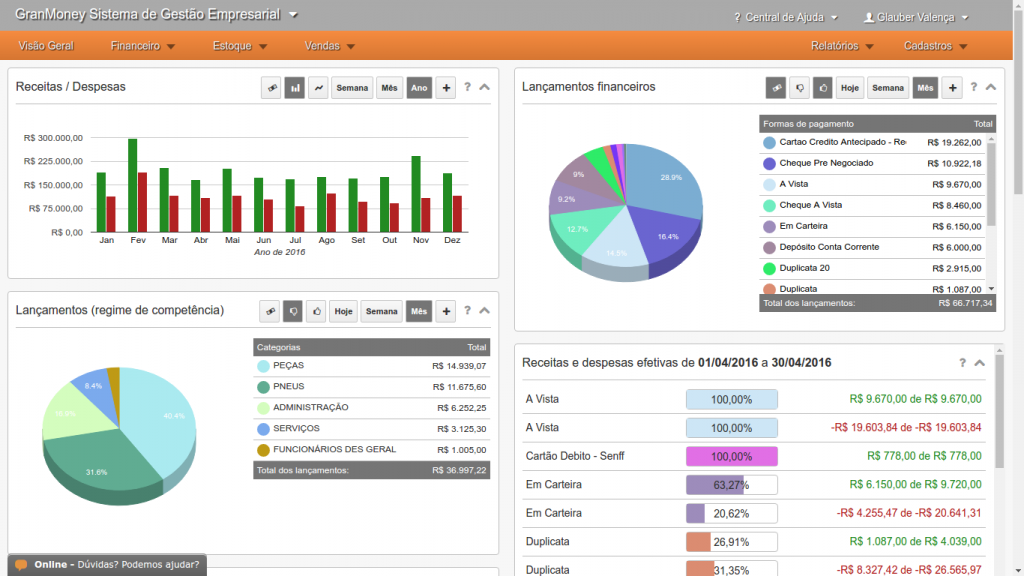 GranMoney Sistema de Gestão Empresarial
? Central de Ajuda
Glauber Valença
Visão Geral
Financeiro
Estoque
Vendas
Relatórios
Cadastros
Receitas / Despesas
Semana
Mês
Ano
+
?
R$ 300.000,00
R$ 225.000,00
R$ 150.000,00
R$ 75.000,00
R$ 0,00
Jan Fev Mar Abr Mai Jun Jul Ago Set Out Nov Dez
Ano de 2016
Lançamentos financeiros
Hoje
Semana
Mês
+
?
28.9%
16.4%
14.5%
12.7%
9.2%
9%
Formas de pagamento Total
Cartao Credito Antecipado - Re R$ 19.262,00
Cheque Pre Negociado R$ 10.922,18
A Vista R$ 9.670,00
Cheque A Vista R$ 8.460,00
Em Carteira R$ 6.150,00
Depósito Conta Corrente R$ 6.000,00
Duplicata 20 R$ 2.915,00
Duplicata R$ 1.087,00
Total dos lançamentos: R$ 66.717,34
Lançamentos (regime de competência)
Hoje
Semana
Mês
+
?
40.4%
31.6%
8.4%
Categorias Total
PEÇAS R$ 14.939,07
PNEUS R$ 11.675,60
ADMINISTRAÇÃO R$ 6.252,25
SERVIÇOS R$ 3.125,30
FUNCIONÁRIOS DES GERAL R$ 1.005,00
Total dos lançamentos: R$ 36.997,22
Receitas e despesas efetivas de 01/04/2016 a 30/04/2016
?
A Vista 100,00% R$ 9.670,00 de R$ 9.670,00
A Vista 100,00% -R$ 19.603,84 de -R$ 19.603,84
Cartão Debito - Senff 100,00% R$ 778,00 de R$ 778,00
Em Carteira 63,27% R$ 6.150,00 de R$ 9.720,00
Em Carteira 20,62% -R$ 4.255,47 de -R$ 20.641,31
Duplicata 26,91% R$ 1.087,00 de R$ 4.039,00
Duplicata 31,35% -R$ 8.327,42 de -R$ 26.565,97
Online - Dúvidas? Podemos ajudar?